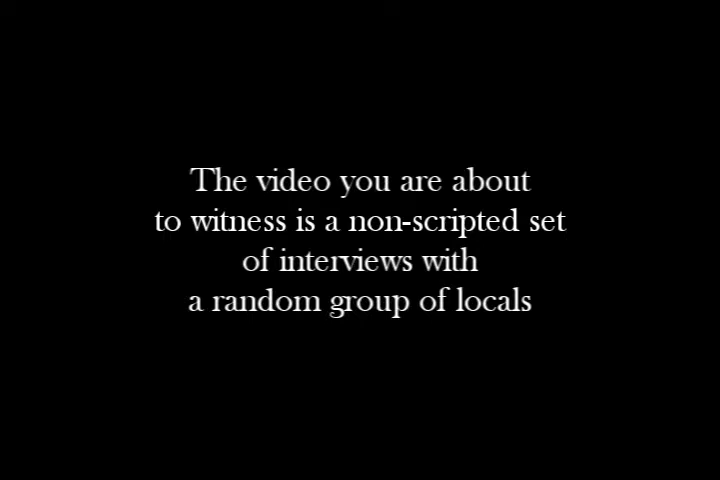 The video you are about
to witness is a non-scripted set
of interviews with
a random group of locals